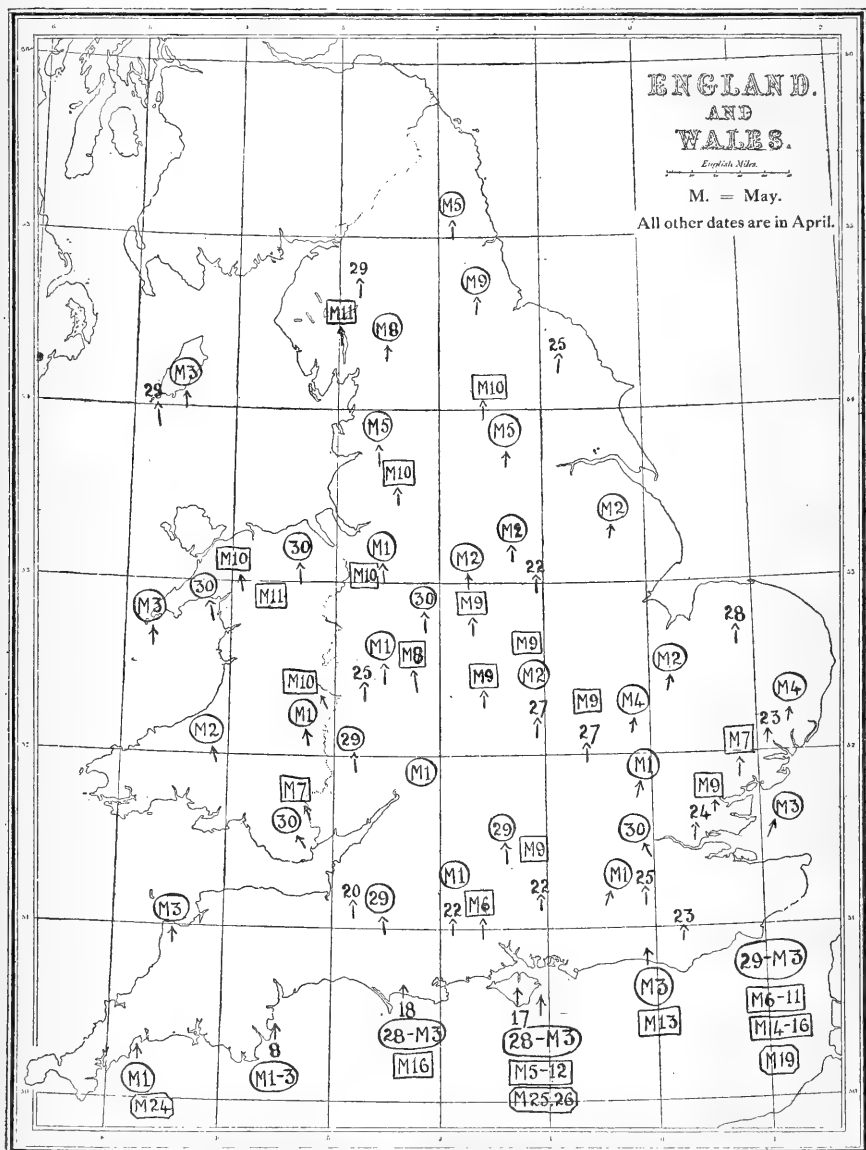 ENGLAND.
AND
WALES.
English Miles.
M. = May.
All other dates are in April.
M5
29
M9
M11
M8
25
M3
29
M10
M5
M5
M10
M2
M2
M1
30
M10
M2
22
M10
M11
30
M3
30
M9
28
M1
M9
M8
M2
25
M10
M9
M2
M9
M4
M4
M1
27
23
M2
29
27
M7
M1
M1
M7
M9
M3
24
30
29
30
M9
M1
M1
25
20
29
22
22
M6
M3
23
29-M3
M3
18
17
M6-11
8
28-M3
28-M3
M13
M14-16
M1
M1-3
M16
M5-12
M19
M24
M25,26